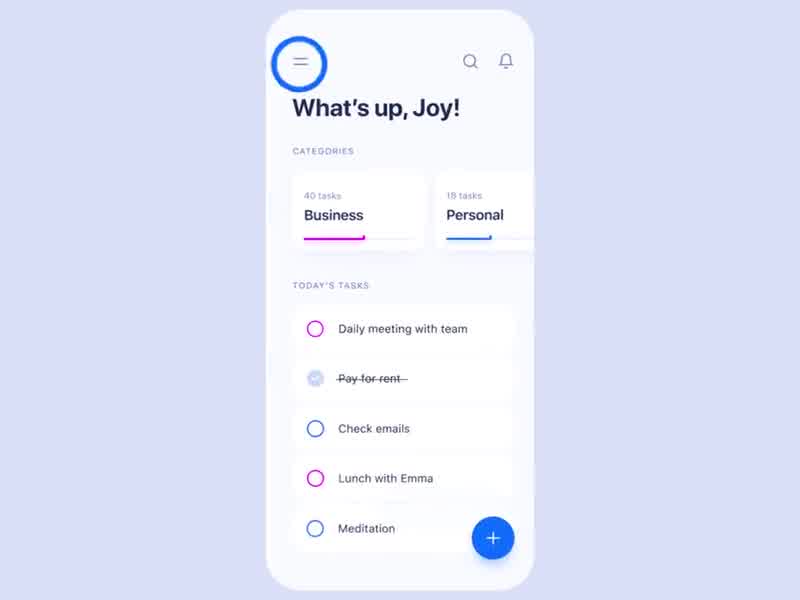 What's up, Joy!
CATEGORIES
40 tasks
Business
18 tasks
Personal
TODAY'S TASKS
Daily meeting with team
Pay for rent
Check emails
Lunch with Emma
Meditation